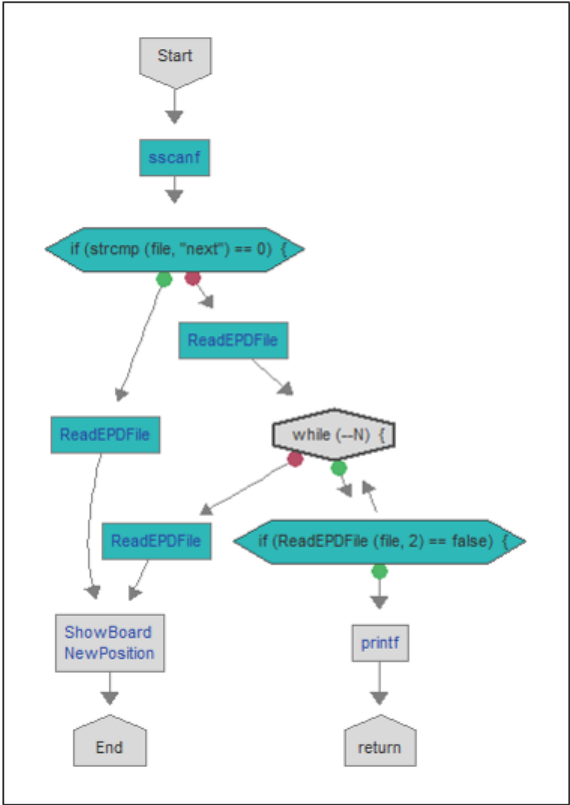 Start
sscanf
if (strcmp (file, "next") == 0) {
ReadEPDFile
ReadEPDFile
while (--N) {
ReadEPDFile
if (ReadEPDFile (file, 2) == false) {
ShowBoard
NewPosition
printf
End
return